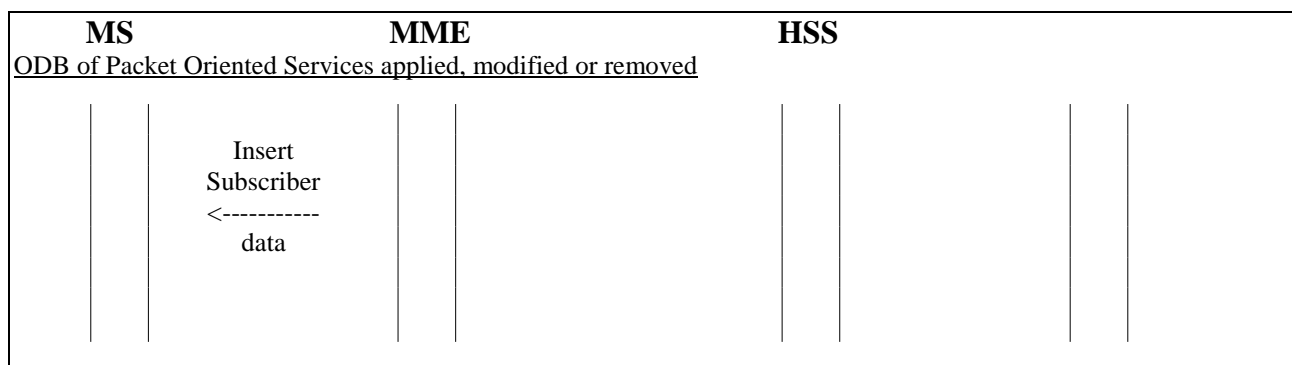 MS MME HSS
ODB of Packet Oriented Services applied, modified or removed
Insert
Subscriber
<-----------
data